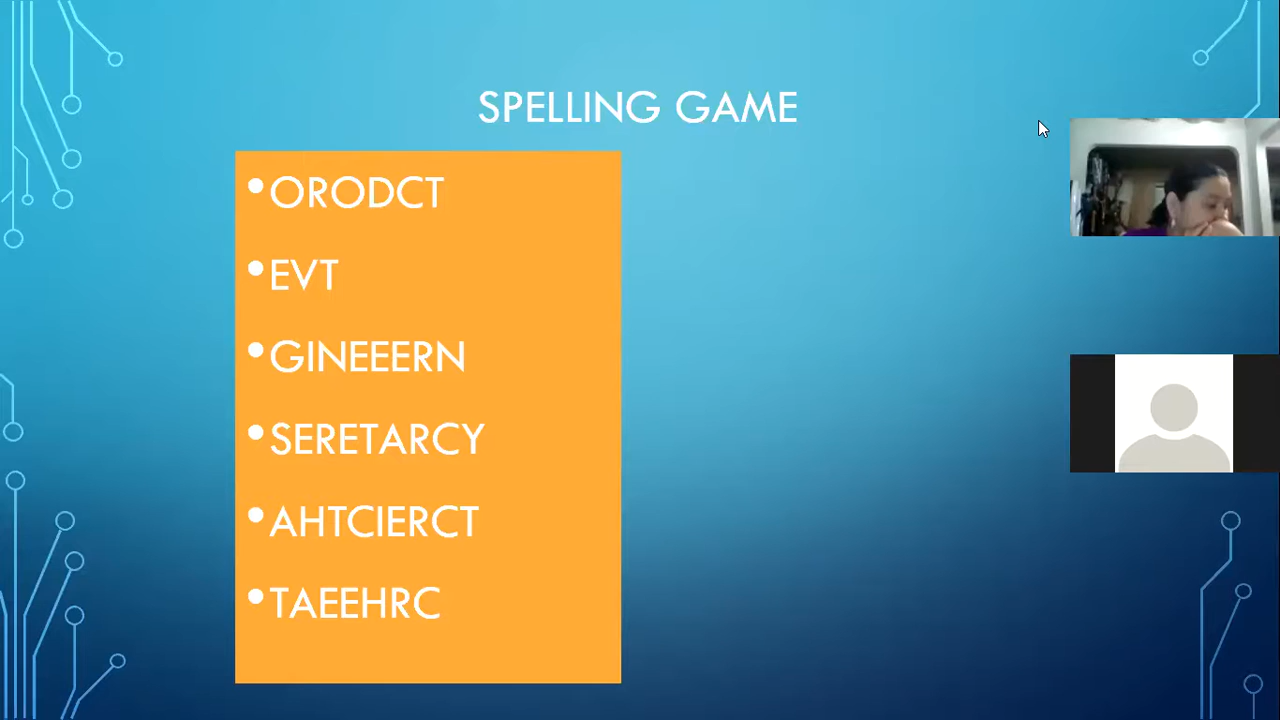 SPELLING GAME
•ORODCT
•EVT
•GINEEERN
•SERETARCY
•AHTCIERCT
•TAEEHRC